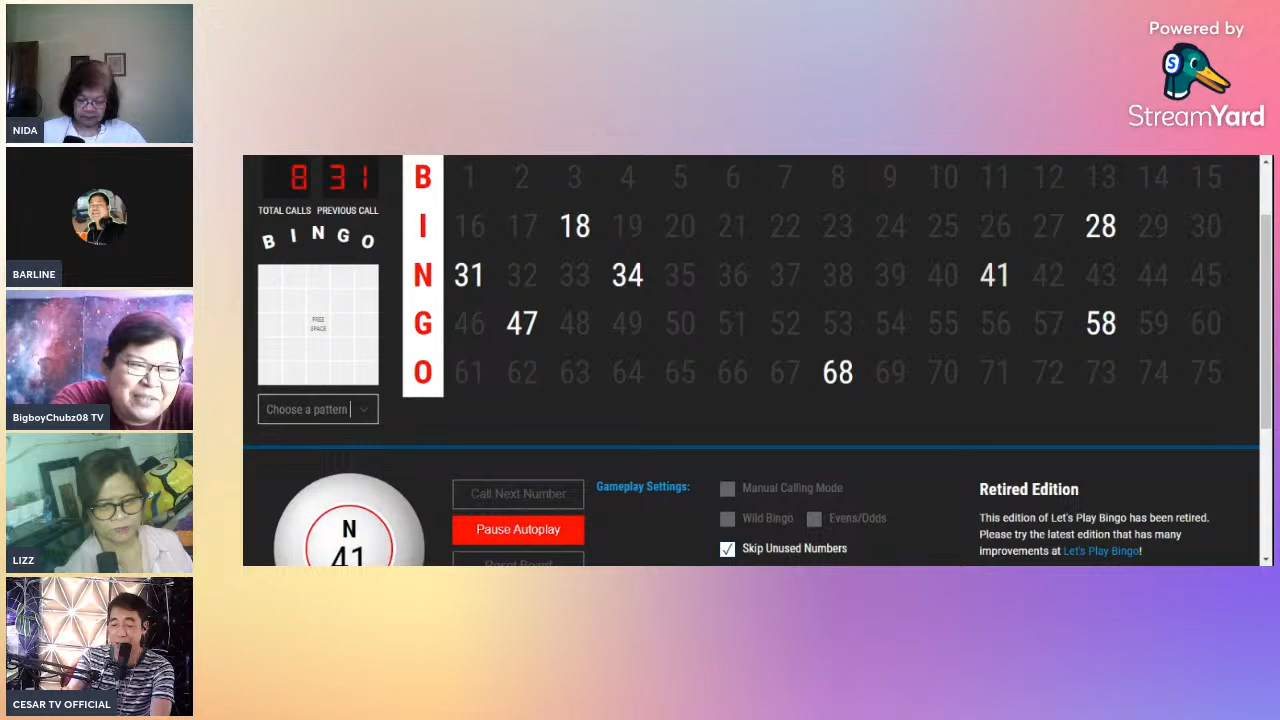 Powered by
StreamYard
NIDA
BARLINE
BigboyChubz08 TV
LIZZ
CESAR TV OFFICIAL
8 31
TOTAL CALLS PREVIOUS CALL
B I N G O
FREE
SPACE
Choose a pattern
B 1 2 3 4 5 6 7 8 9 10 11 12 13 14 15
I 16 17 18 19 20 21 22 23 24 25 26 27 28 29 30
N 31 32 33 34 35 36 37 38 39 40 41 42 43 44 45
G 46 47 48 49 50 51 52 53 54 55 56 57 58 59 60
O 61 62 63 64 65 66 67 68 69 70 71 72 73 74 75
N
41
Call Next Number
Pause Autoplay
Reset Board
Gameplay Settings:
Manual Calling Mode
Wild Bingo Evens/Odds
Skip Unused Numbers
Retired Edition
This edition of Let's Play Bingo has been retired.
Please try the latest edition that has many
improvements at Let's Play Bingo!